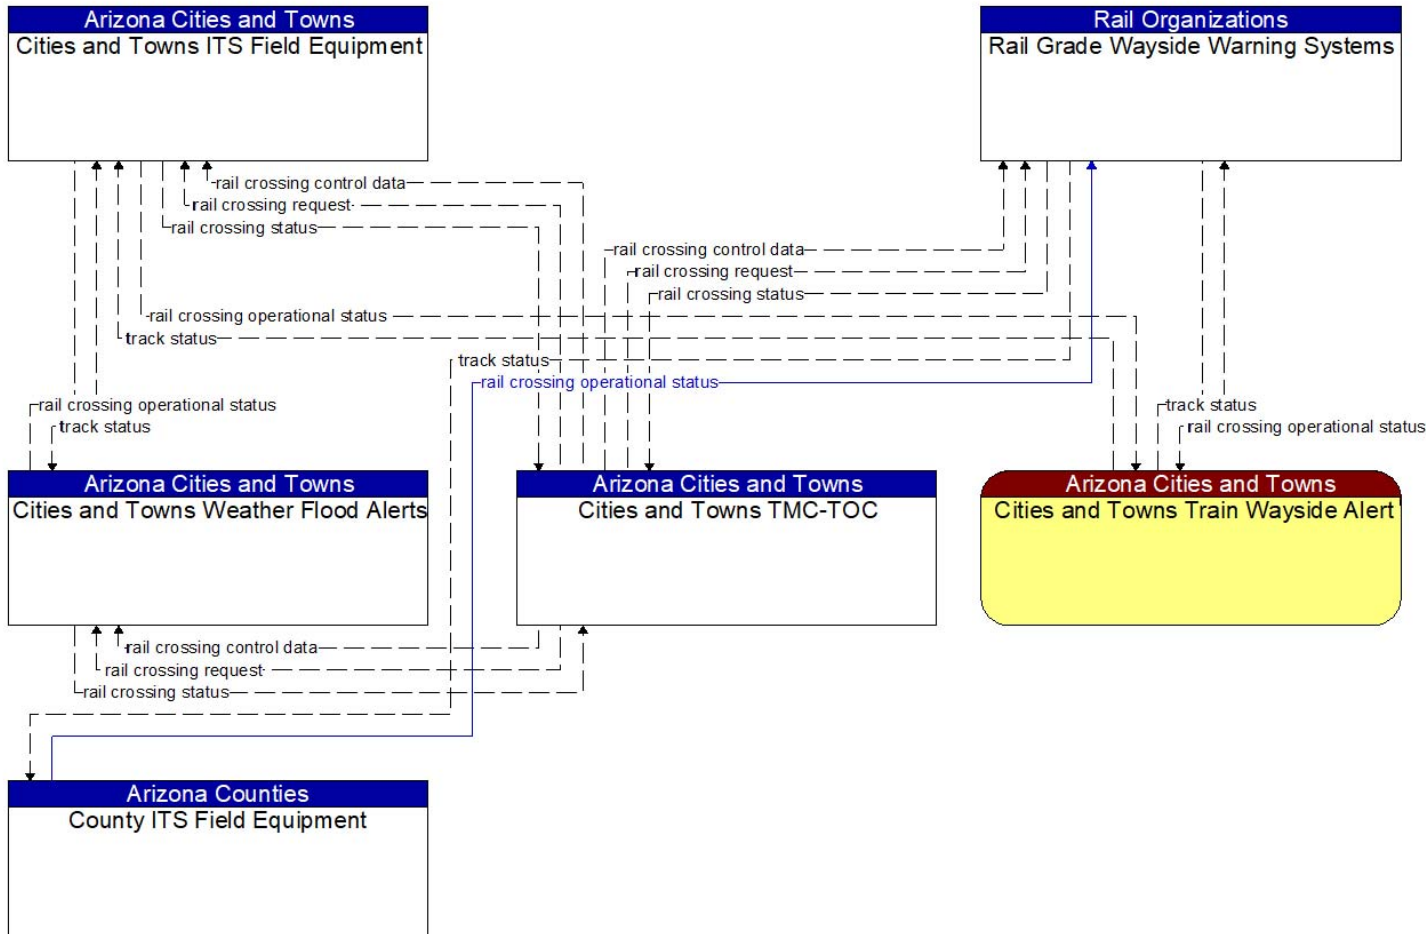 Arizona Cities and Towns
Cities and Towns ITS Field Equipment
Rail Organizations
Rail Grade Wayside Warning Systems
rail crossing control data
rail crossing request
rail crossing status
rail crossing control data
rail crossing request
rail crossing status
rail crossing operational status
track status
track status
rail crossing operational status
rail crossing operational status
track status
track status
rail crossing operational status
Arizona Cities and Towns
Cities and Towns Weather Flood Alerts
Arizona Cities and Towns
Cities and Towns TMC-TOC
Arizona Cities and Towns
Cities and Towns Train Wayside Alert
rail crossing control data
rail crossing request
rail crossing status
Arizona Counties
County ITS Field Equipment